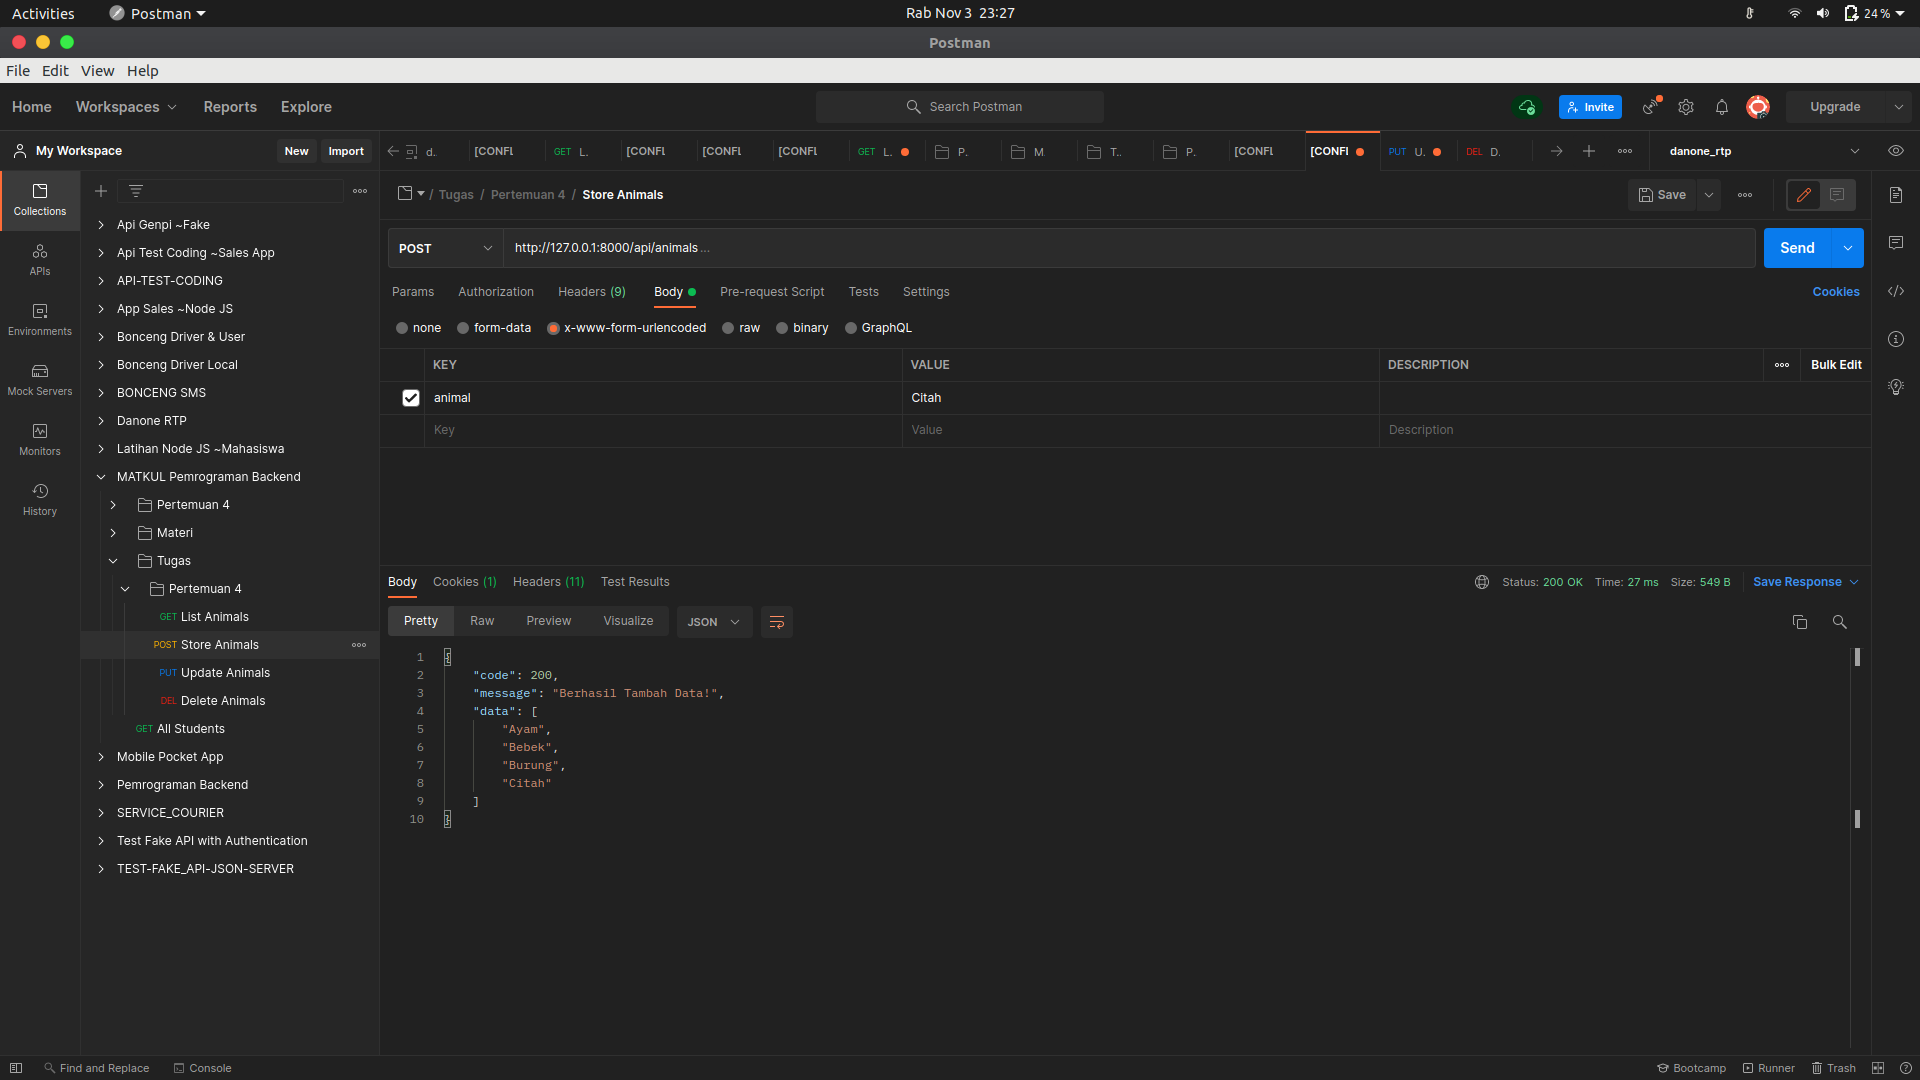 Activities Postman Rab Nov 3 23:27 24 %
Postman
File Edit View Help
Home Workspaces Reports Explore Search Postman Invite Upgrade
My Workspace New Import d. [CONFL GET L. [CONFL [CONFL [CONFL GET L. P. M T.. P. [CONFL [CONFI PUT U. DEL D. danone_rtp
Collections
APIs
Environments
Mock Servers
Monitors
History
Api Genpi ~Fake
Api Test Coding ~Sales App
API-TEST-CODING
App Sales ~Node JS
Bonceng Driver & User
Bonceng Driver Local
BONCENG SMS
Danone RTP
Latihan Node JS ~Mahasiswa
MATKUL Pemrograman Backend
Pertemuan 4
Materi
Tugas
Pertemuan 4
GET List Animals
POST Store Animals
PUT Update Animals
DEL Delete Animals
GET All Students
Mobile Pocket App
Pemrograman Backend
SERVICE_COURIER
Test Fake API with Authentication
TEST-FAKE_API-JSON-SERVER
/ Tugas / Pertemuan 4 / Store Animals Save
POST http://127.0.0.1:8000/api/animals ... Send
Params Authorization Headers (9) Body Pre-request Script Tests Settings Cookies
none form-data x-www-form-urlencoded raw binary GraphQL
KEY VALUE DESCRIPTION Bulk Edit
animal Citah
Key Value Description
Body Cookies (1) Headers (11) Test Results Status: 200 OK Time: 27 ms Size: 549 B Save Response
Pretty Raw Preview Visualize JSON
1 {
2 "code": 200,
3 "message": "Berhasil Tambah Data!",
4 "data": [
5 "Ayam",
6 "Bebek",
7 "Burung",
8 "Citah"
9 ]
10 }
Find and Replace Console Bootcamp Runner Trash